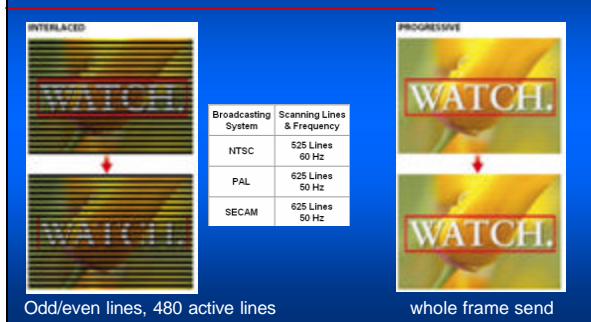 INTERLACED
WATCH.
WATCH.
Broadcasting System
Scanning Lines & Frequency
NTSC
525 Lines
60 Hz
PAL
625 Lines
50 Hz
SECAM
625 Lines
50 Hz
PROGRESSIVE
WATCH.
WATCH.
Odd/even lines, 480 active lines
whole frame send